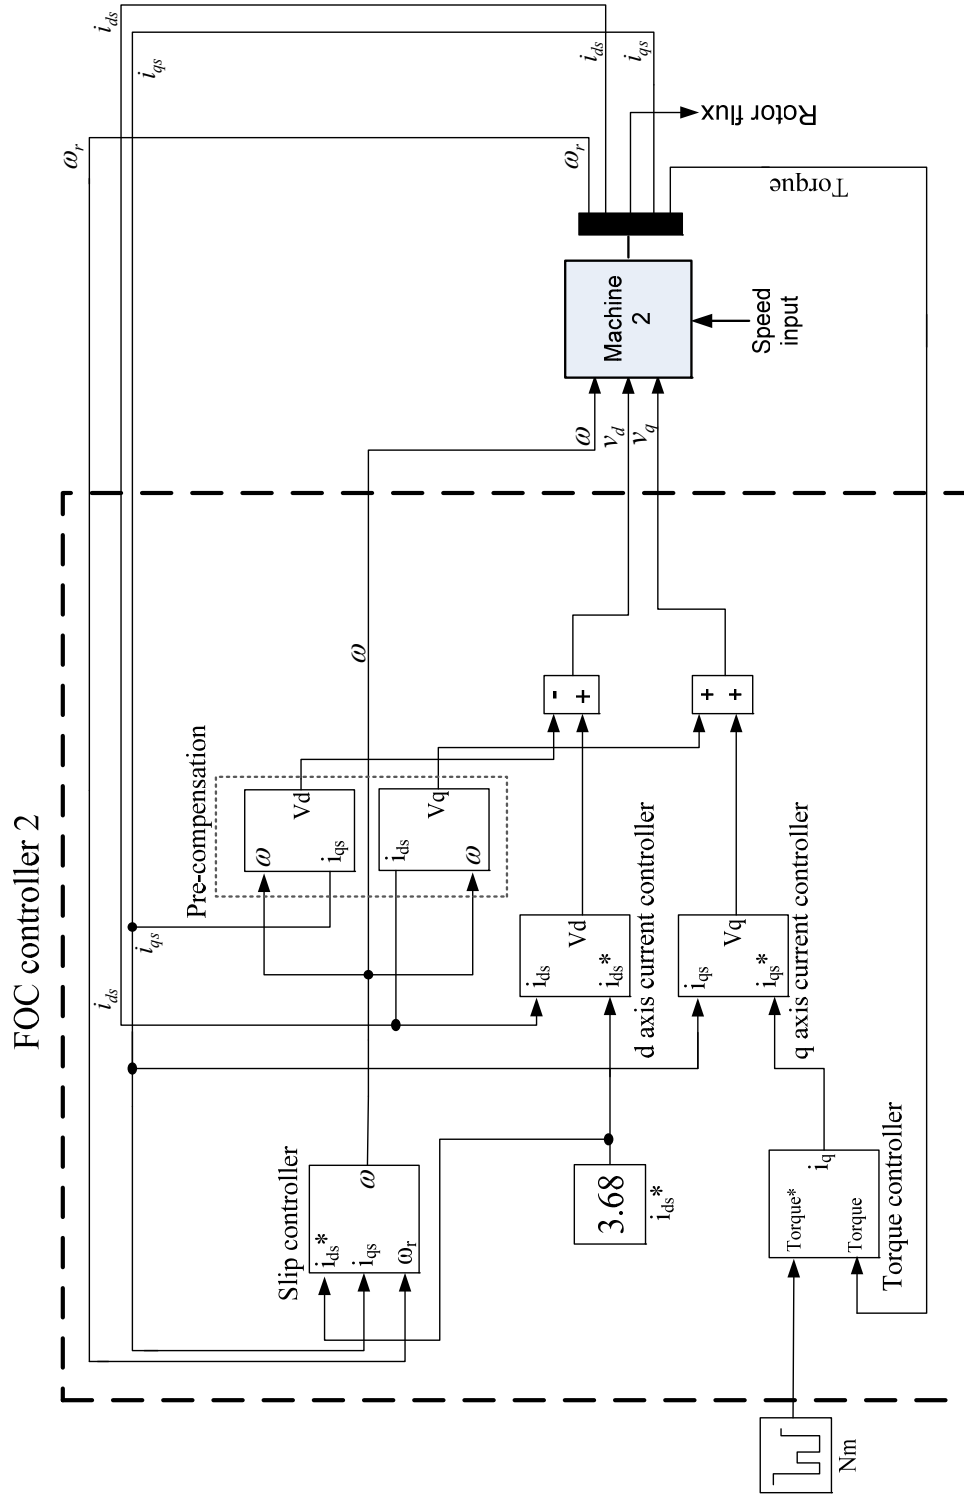 FOC controller 2
i_ds
i_qs
ω_r
ω_r
i_ds
i_qs
Rotor flux
Torque
Machine
2
Speed
input
ω
v_d
v_q
ω
Pre-compensation
ω
i_qs
Vd
i_ds
ω
Vq
-
+
+
+
i_qs
i_ds
i_ds
i_ds*
Vd
d axis current controller
i_qs
i_qs*
Vq
q axis current controller
Slip controller
i_ds*
i_qs
ω_r
ω
3.68
i_ds*
Torque*
Torque
i_q
Torque controller
Nm